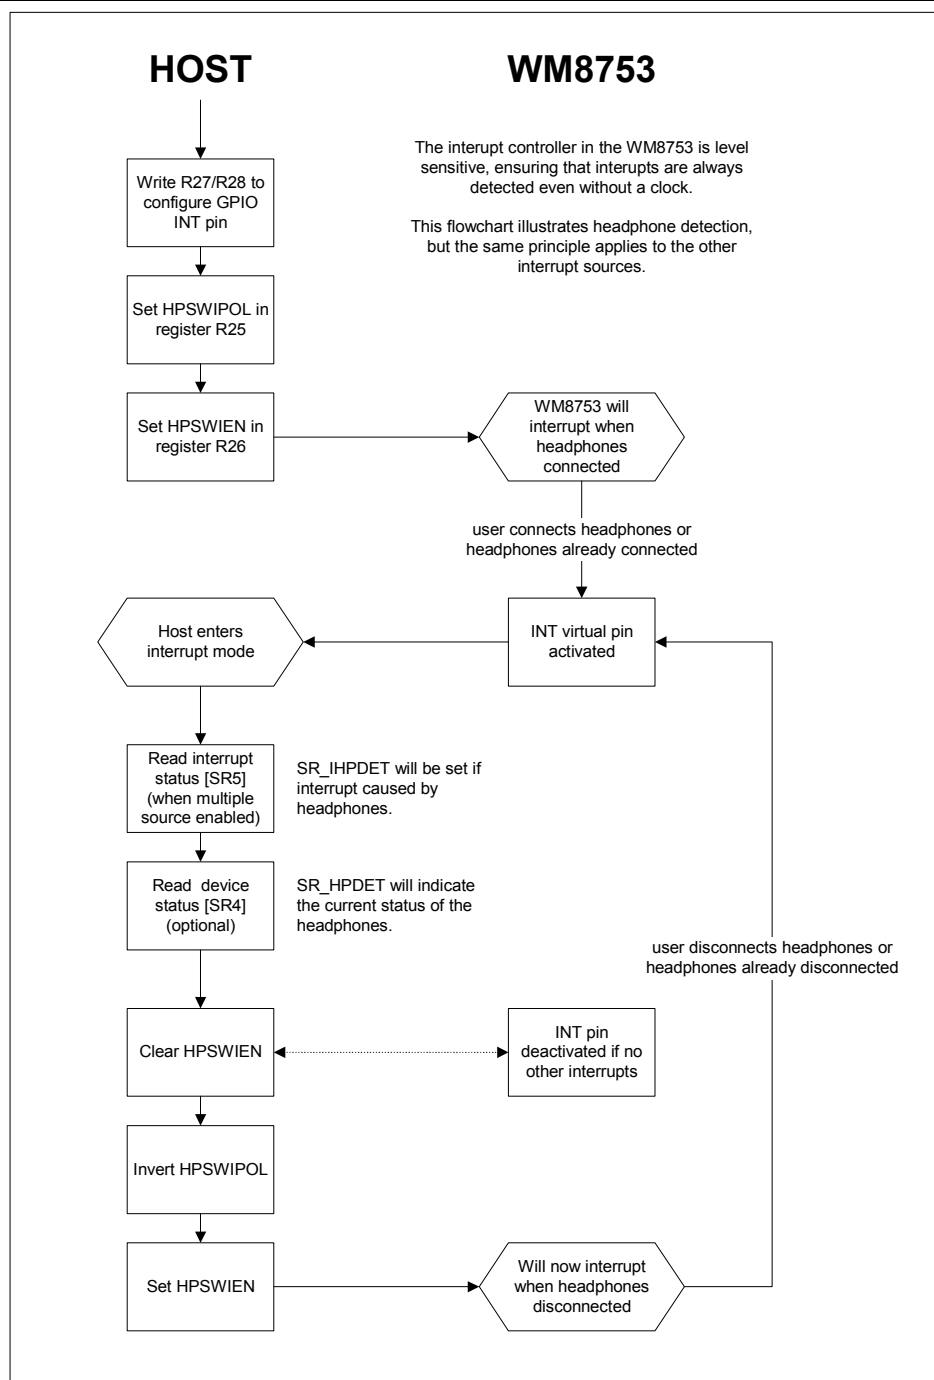 HOST
WM8753
The interupt controller in the WM8753 is level
sensitive, ensuring that interupts are always
detected even without a clock.
This flowchart illustrates headphone detection,
but the same principle applies to the other
interrupt sources.
Write R27/R28 to
configure GPIO
INT pin
Set HPSWIPOL in
register R25
Set HPSWIEN in
register R26
WM8753 will
interrupt when
headphones
connected
user connects headphones or
headphones already connected
INT virtual pin
activated
Host enters
interrupt mode
Read interrupt
status [SR5]
(when multiple
source enabled)
SR_IHPDET will be set if
interrupt caused by
headphones.
Read device
status [SR4]
(optional)
SR_HPDET will indicate
the current status of the
headphones.
user disconnects headphones or
headphones already disconnected
Clear HPSWIEN
INT pin
deactivated if no
other interrupts
Invert HPSWIPOL
Set HPSWIEN
Will now interrupt
when headphones
disconnected